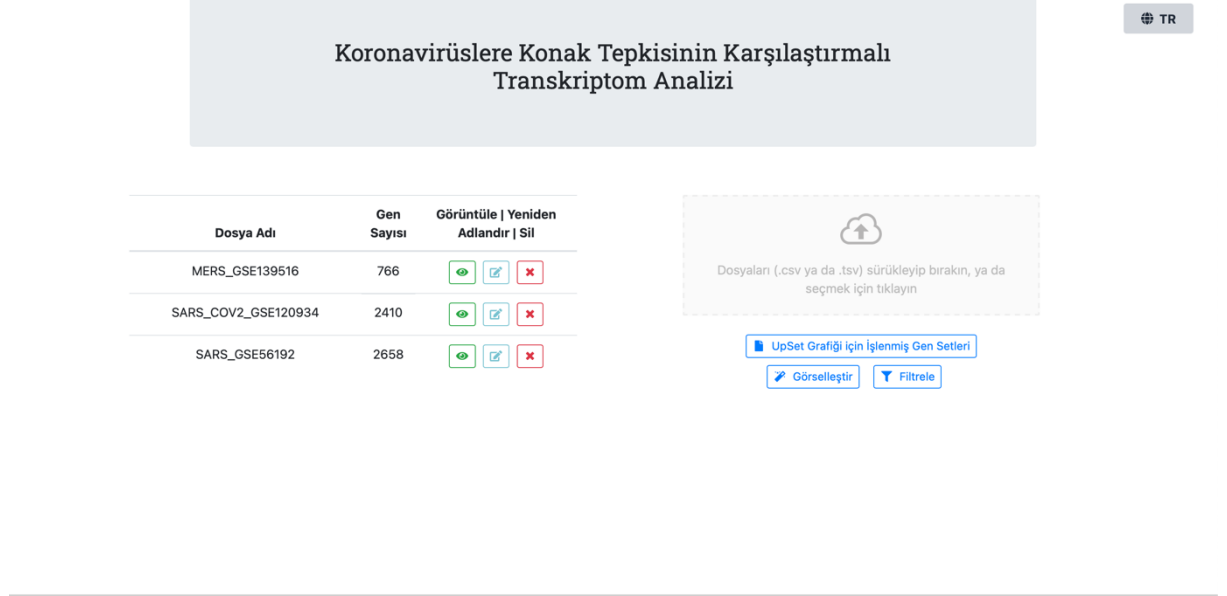 TR
Koronavirüslere Konak Tepkisinin Karşılaştırmalı
Transkriptom Analizi
Dosya Adı
Gen
Sayısı
Görüntüle | Yeniden
Adlandır | Sil
MERS_GSE139516
766
SARS_COV2_GSE120934
2410
SARS_GSE56192
2658
Dosyaları (.csv ya da .tsv) sürükleyip bırakın, ya da
seçmek için tıklayın
UpSet Grafiği için İşlenmiş Gen Setleri
Görselleştir
Filtrele